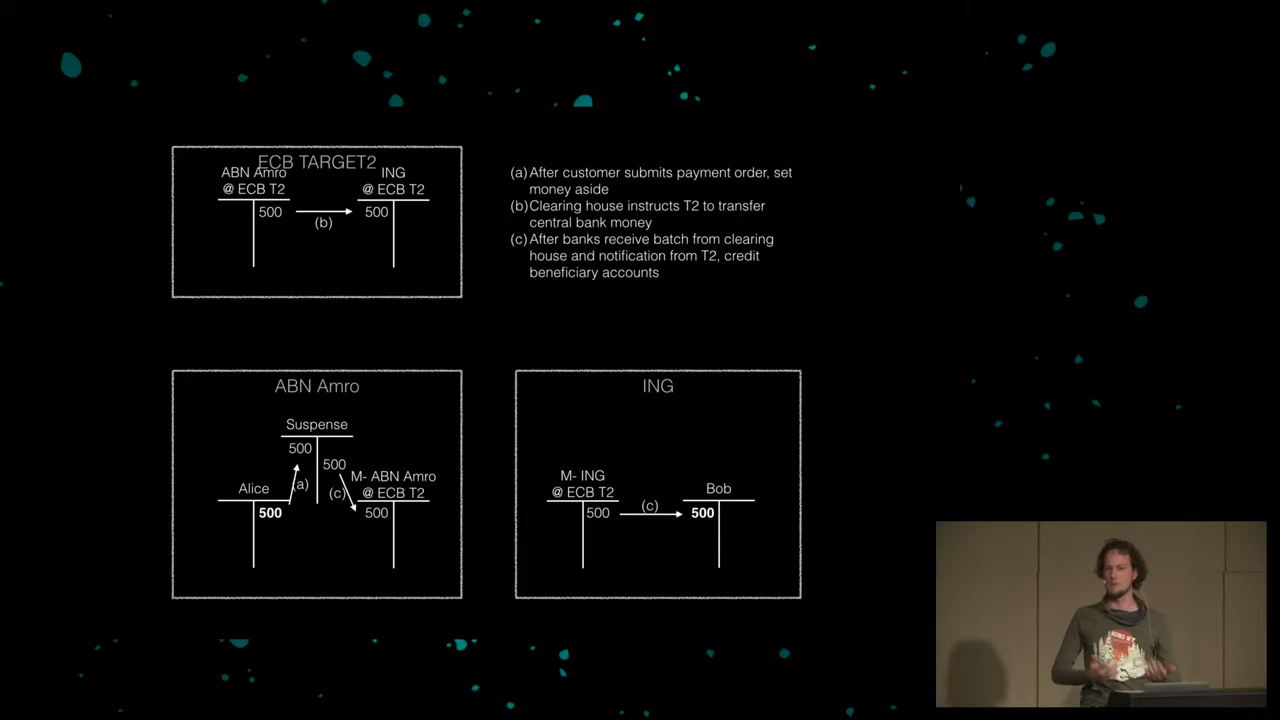 ECB TARGET2
ABN Amro
@ ECB T2
ING
@ ECB T2
500
(b)
500
(a) After customer submits payment order, set
money aside
(b) Clearing house instructs T2 to transfer
central bank money
(c) After banks receive batch from clearing
house and notification from T2, credit
beneficiary accounts
ABN Amro
Suspense
500
500
(a)
(c)
Alice
500
M- ABN Amro
@ ECB T2
500
ING
M- ING
@ ECB T2
500
(c)
Bob
500